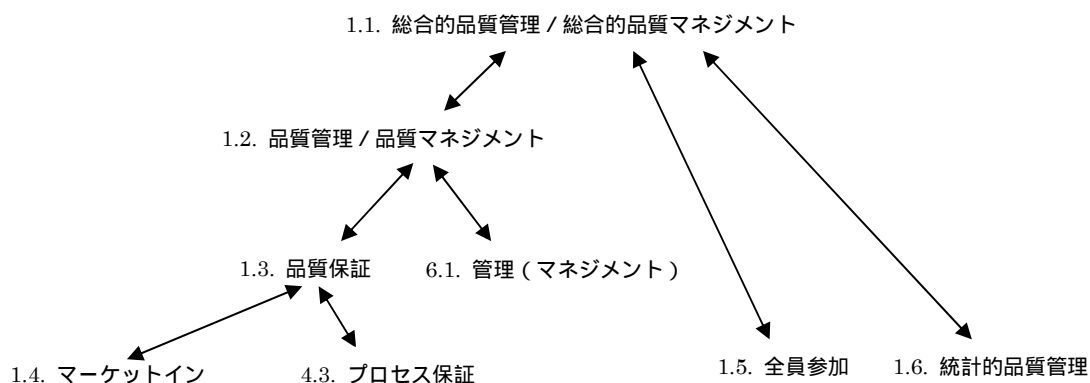 1.1. 総合的品質管理 / 総合的品質マネジメント
1.2. 品質管理 / 品質マネジメント
1.3. 品質保証
6.1. 管理 ( マネジメント )
1.4. マーケットイン
4.3. プロセス保証
1.5. 全員参加
1.6. 統計的品質管理